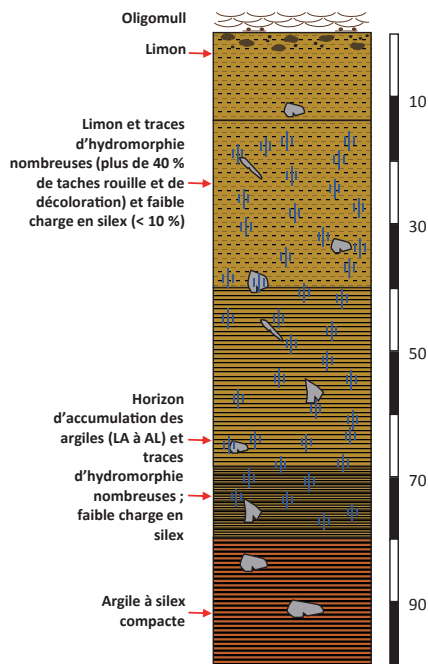 Oligomull
Limon
Limon et traces
d’hydromorphie
nombreuses (plus de 40 %
de taches rouille et de
décoloration) et faible
charge en silex (< 10 %)
Horizon
d’accumulation des
argiles (LA à AL) et
traces
d’hydromorphie
nombreuses ;
faible charge en
silex
Argile à silex
compacte
10
30
50
70
90